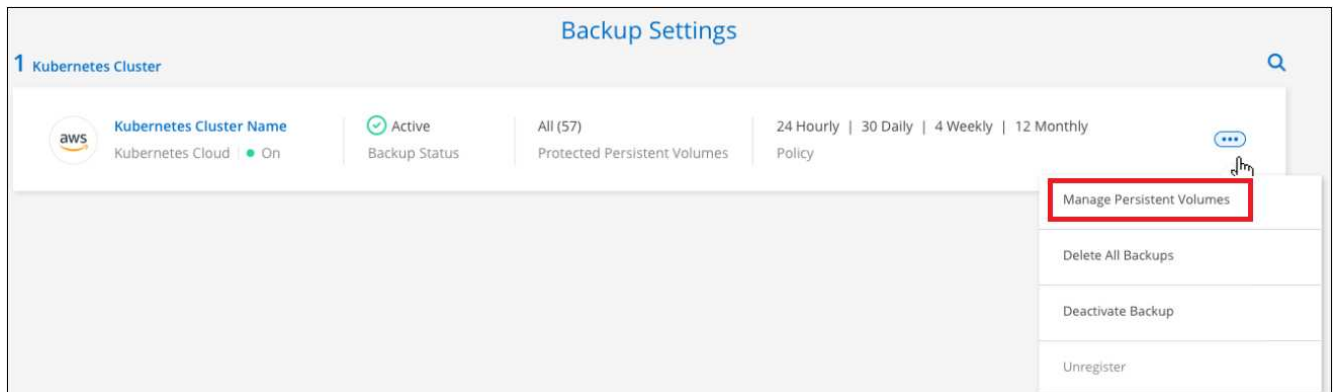 Backup Settings
1 Kubernetes Cluster
aws
Kubernetes Cluster Name
Kubernetes Cloud
On
Active
Backup Status
All (57)
Protected Persistent Volumes
24 Hourly | 30 Daily | 4 Weekly | 12 Monthly
Policy
Manage Persistent Volumes
Delete All Backups
Deactivate Backup
Unregister